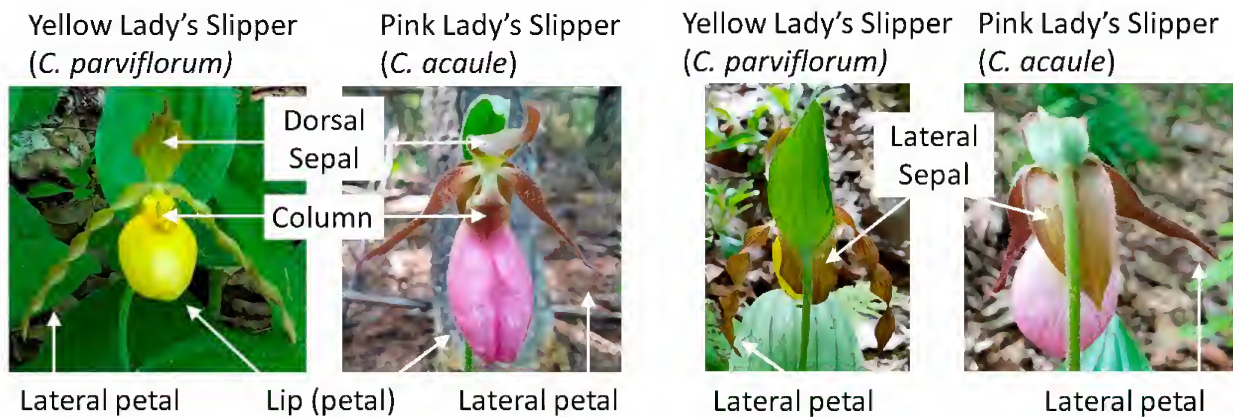 Yellow Lady’s Slipper
(C. parviflorum)
Pink Lady’s Slipper
(C. acaule)
Yellow Lady’s Slipper
(C. parviflorum)
Pink Lady’s Slipper
(C. acaule)
Dorsal
Sepal
Column
Lateral
Sepal
Lateral petal
Lip (petal)
Lateral petal
Lateral petal
Lateral petal